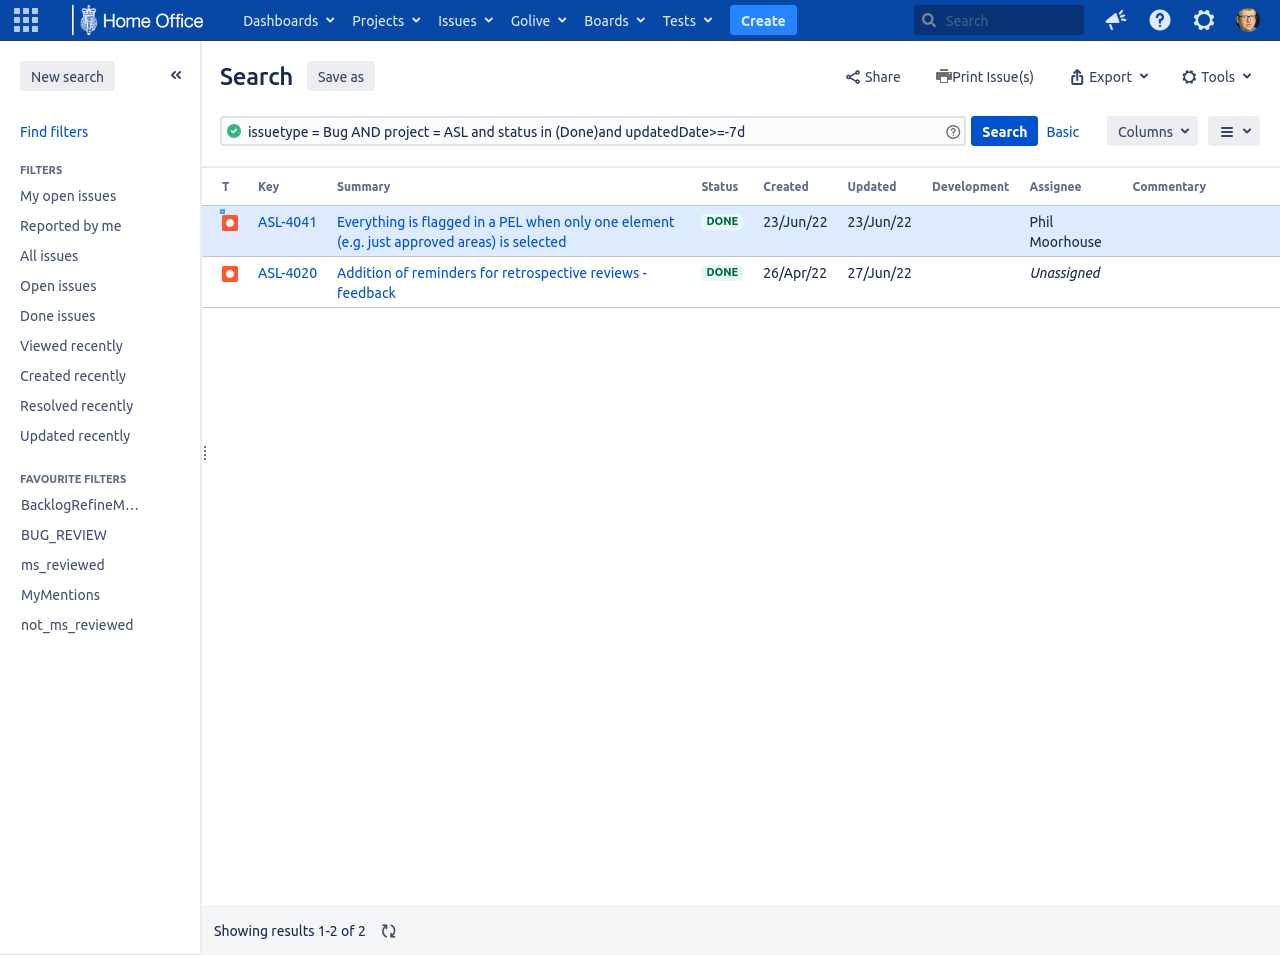 Home Office Dashboards Projects Issues Golive Boards Tests Create Search
New search
Find filters
FILTERS
My open issues
Reported by me
All issues
Open issues
Done issues
Viewed recently
Created recently
Resolved recently
Updated recently
FAVOURITE FILTERS
BacklogRefineM…
BUG_REVIEW
ms_reviewed
MyMentions
not_ms_reviewed
Search Save as Share Print Issue(s) Export Tools
issuetype = Bug AND project = ASL and status in (Done)and updatedDate>=-7d Search Basic Columns
T Key Summary Status Created Updated Development Assignee Commentary
ASL-4041 Everything is flagged in a PEL when only one element DONE 23/Jun/22 23/Jun/22 Phil
(e.g. just approved areas) is selected Moorhouse
ASL-4020 Addition of reminders for retrospective reviews - DONE 26/Apr/22 27/Jun/22 Unassigned
feedback
Showing results 1-2 of 2